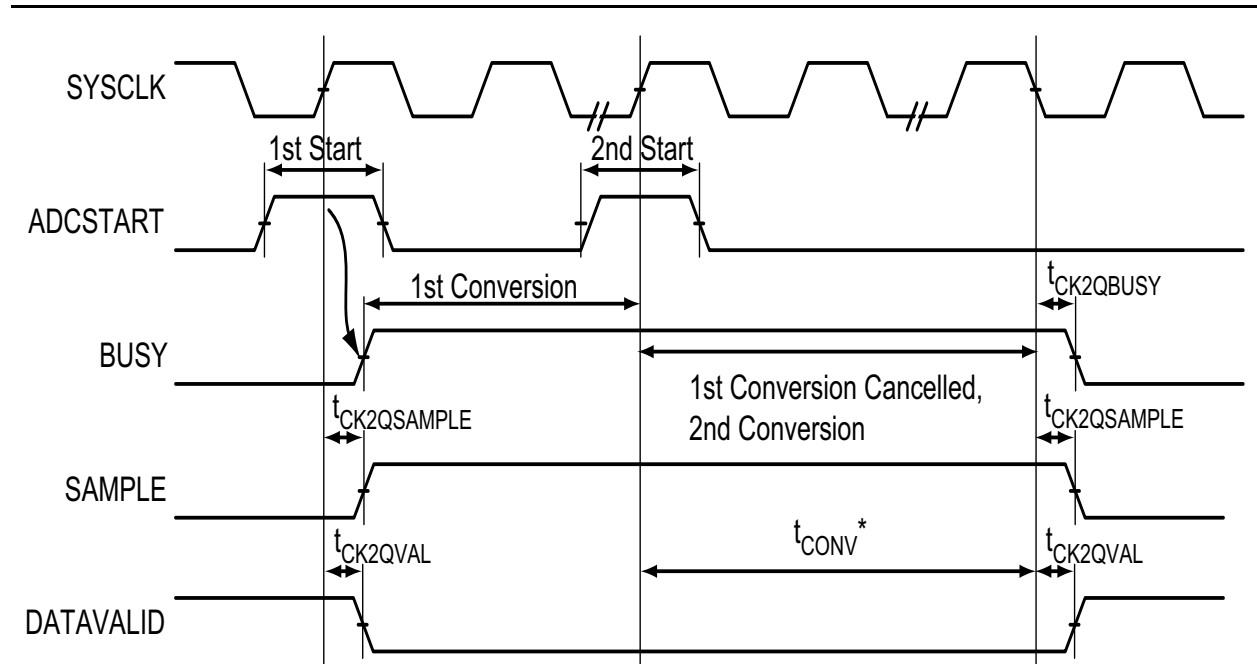 SYSCLK
1st Start
2nd Start
ADCSTART
1st Conversion
tCK2QBUSY
BUSY
1st Conversion Cancelled,
2nd Conversion
tCK2QSAMPLE
tCK2QSAMPLE
SAMPLE
tCONV*
tCK2QVAL
tCK2QVAL
DATAVALID